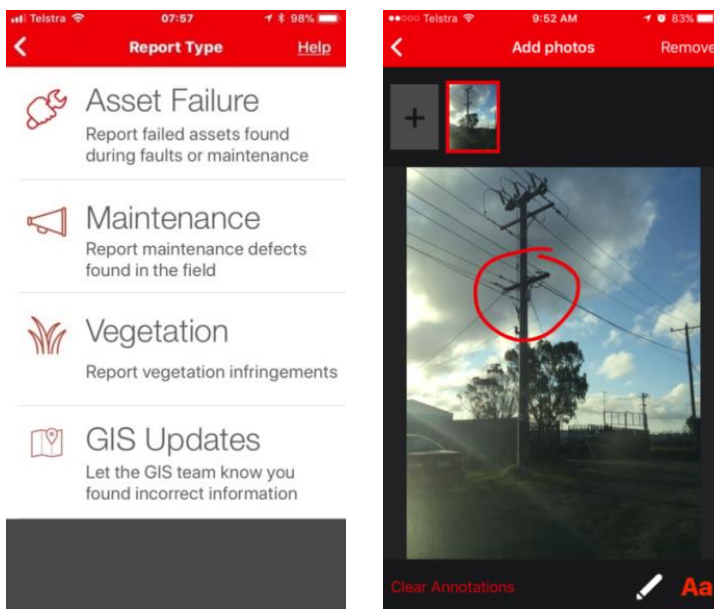 Telstra 07:57 98%
Report Type Help
Asset Failure
Report failed assets found
during faults or maintenance
Maintenance
Report maintenance defects
found in the field
Vegetation
Report vegetation infringements
GIS Updates
Let the GIS team know you
found incorrect information
Telstra 9:52 AM 83%
Add photos Remove
+
Clear Annotations Aa